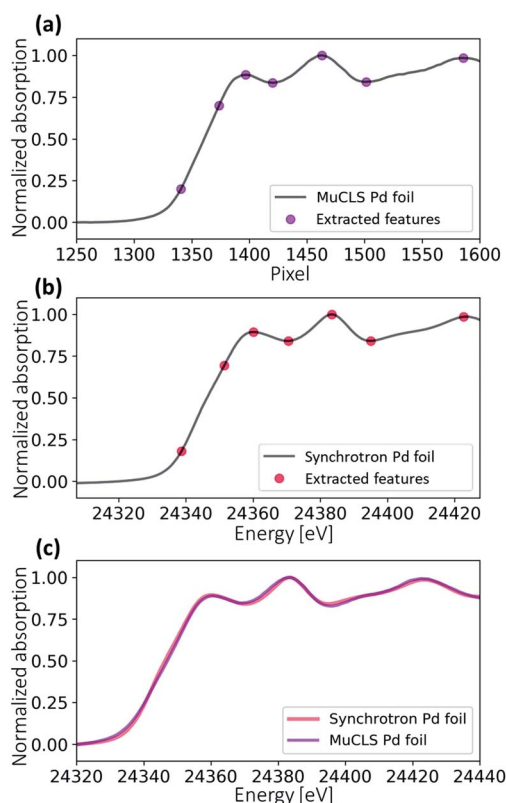 (a)
Normalized absorption
1.00
0.75
0.50
0.25
0.00
MuCLS Pd foil
Extracted features
1250 1300 1350 1400 1450 1500 1550 1600
Pixel
(b)
Normalized absorption
1.00
0.75
0.50
0.25
0.00
Synchrotron Pd foil
Extracted features
24320 24340 24360 24380 24400 24420
Energy [eV]
(c)
Normalized absorption
1.00
0.75
0.50
0.25
0.00
Synchrotron Pd foil
MuCLS Pd foil
24320 24340 24360 24380 24400 24420 24440
Energy [eV]